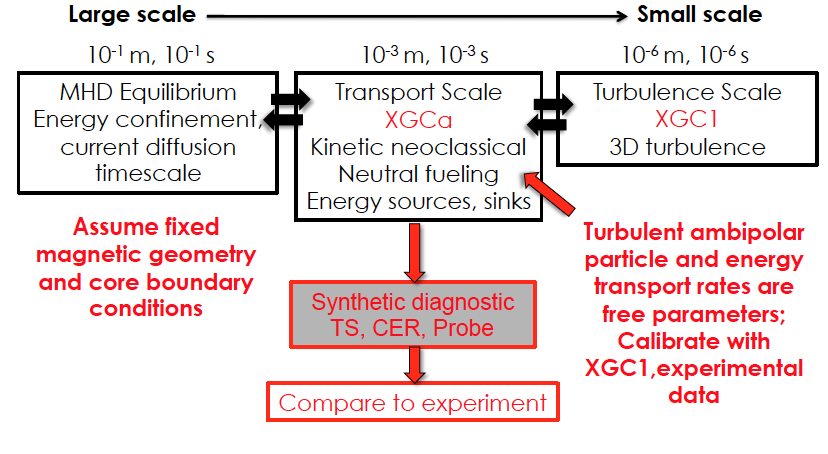 Large scale
Small scale
10⁻¹ m, 10⁻¹ s
10⁻³ m, 10⁻³ s
10⁻⁶ m, 10⁻⁶ s
MHD Equilibrium
Energy confinement,
current diffusion
timescale
Transport Scale
XGCa
Kinetic neoclassical
Neutral fueling
Energy sources, sinks
Turbulence Scale
XGC1
3D turbulence
Assume fixed
magnetic geometry
and core boundary
conditions
Turbulent ambipolar
particle and energy
transport rates are
free parameters;
Calibrate with
XGC1,experimental
data
Synthetic diagnostic
TS, CER, Probe
Compare to experiment